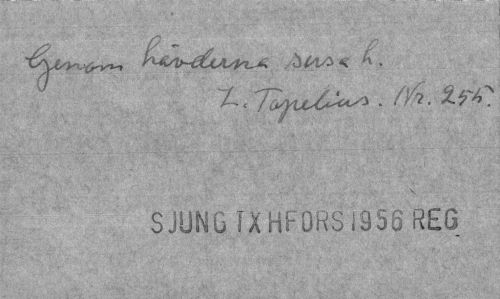 Genom hävderna susa h.
Z. Topelius. Nr. 255.
SJUNG TX HFORS 1956 REG